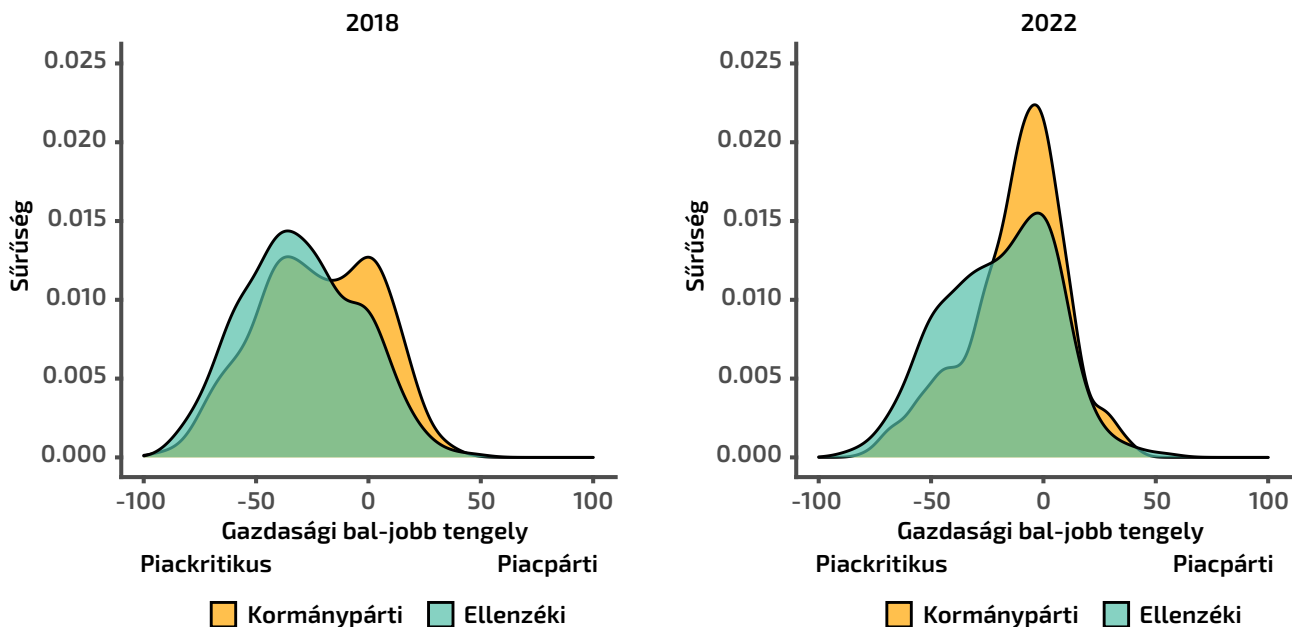 2018
0.025
0.020
0.015
0.010
0.005
0.000
Sűrűség
-100 -50 0 50 100
Gazdasági bal-jobb tengely
Piackritikus Piacpárti
Kormánypárti Ellenzéki
2022
0.025
0.020
0.015
0.010
0.005
0.000
Sűrűség
-100 -50 0 50 100
Gazdasági bal-jobb tengely
Piackritikus Piacpárti
Kormánypárti Ellenzéki